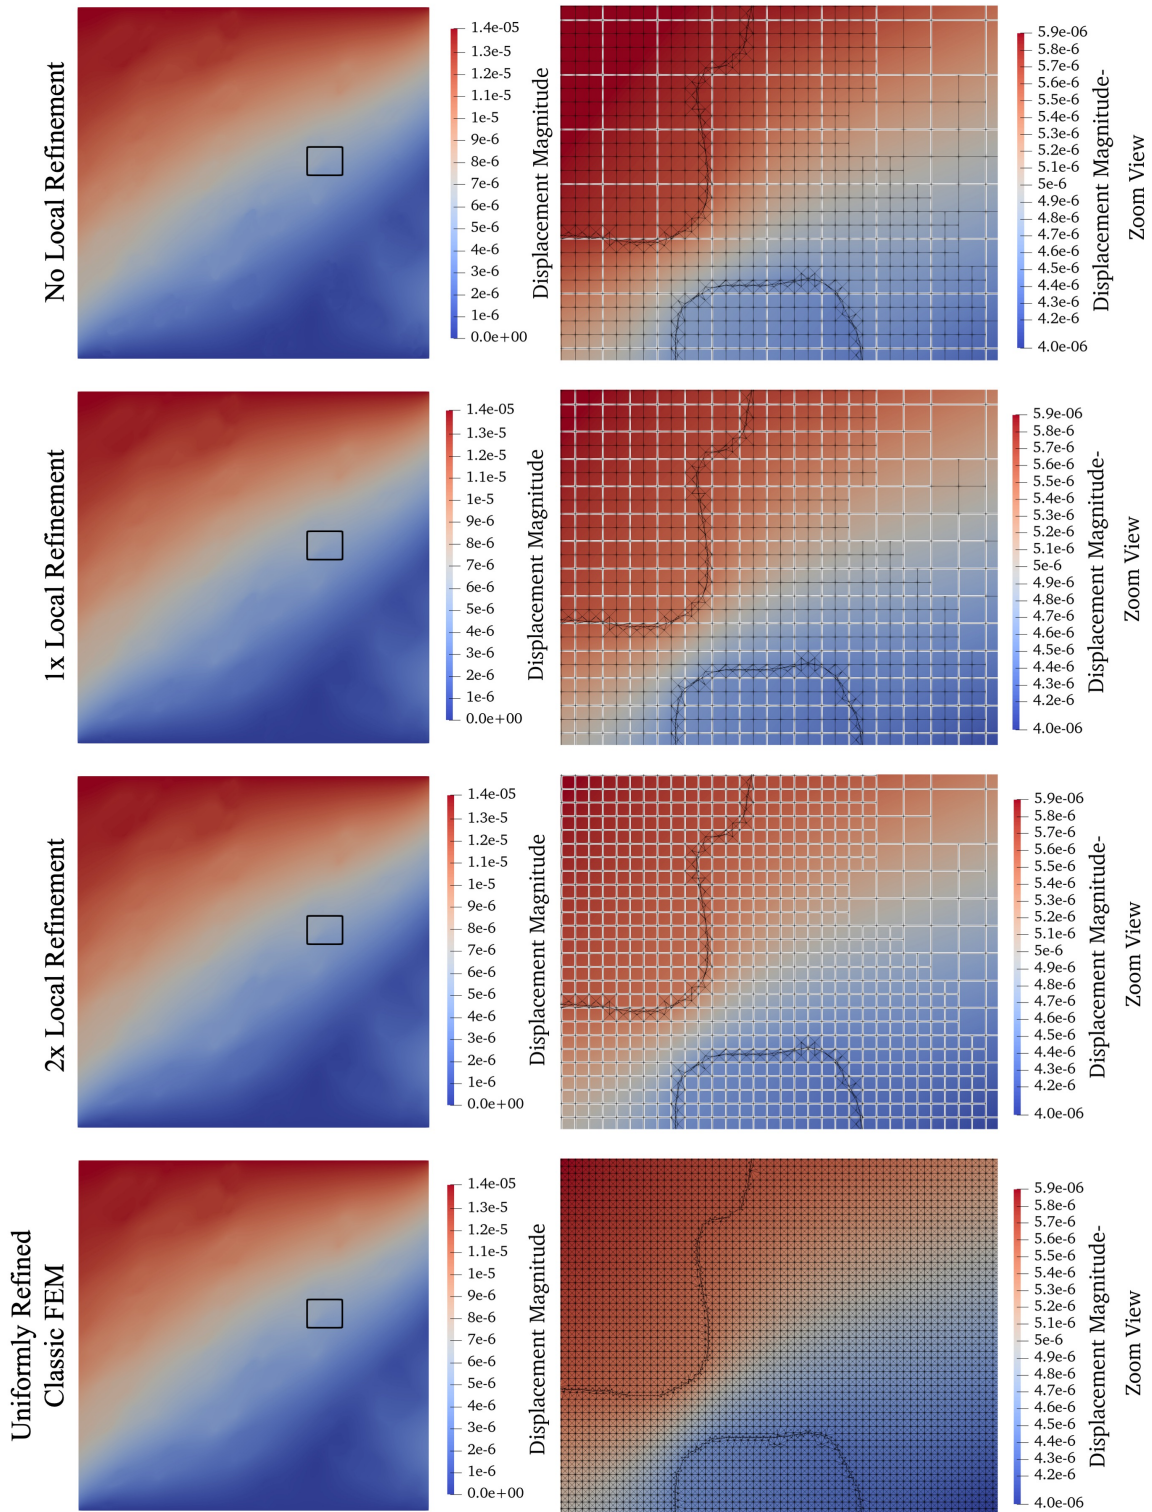 No Local Refinement
1.4e-05
1.3e-5
1.2e-5
1.1e-5
1e-5
9e-6
8e-6
7e-6
6e-6
5e-6
4e-6
3e-6
2e-6
1e-6
0.0e+00
Displacement Magnitude
5.9e-06
5.8e-6
5.7e-6
5.6e-6
5.5e-6
5.4e-6
5.3e-6
5.2e-6
5.1e-6
5e-6
4.9e-6
4.8e-6
4.7e-6
4.6e-6
4.5e-6
4.4e-6
4.3e-6
4.2e-6
4.0e-06
Displacement Magnitude-
Zoom View
1x Local Refinement
1.4e-05
1.3e-5
1.2e-5
1.1e-5
1e-5
9e-6
8e-6
7e-6
6e-6
5e-6
4e-6
3e-6
2e-6
1e-6
0.0e+00
Displacement Magnitude
5.9e-06
5.8e-6
5.7e-6
5.6e-6
5.5e-6
5.4e-6
5.3e-6
5.2e-6
5.1e-6
5e-6
4.9e-6
4.8e-6
4.7e-6
4.6e-6
4.5e-6
4.4e-6
4.3e-6
4.2e-6
4.0e-06
Displacement Magnitude-
Zoom View
2x Local Refinement
1.4e-05
1.3e-5
1.2e-5
1.1e-5
1e-5
9e-6
8e-6
7e-6
6e-6
5e-6
4e-6
3e-6
2e-6
1e-6
0.0e+00
Displacement Magnitude
5.9e-06
5.8e-6
5.7e-6
5.6e-6
5.5e-6
5.4e-6
5.3e-6
5.2e-6
5.1e-6
5e-6
4.9e-6
4.8e-6
4.7e-6
4.6e-6
4.5e-6
4.4e-6
4.3e-6
4.2e-6
4.0e-06
Displacement Magnitude-
Zoom View
Uniformly Refined
Classic FEM
1.4e-05
1.3e-5
1.2e-5
1.1e-5
1e-5
9e-6
8e-6
7e-6
6e-6
5e-6
4e-6
3e-6
2e-6
1e-6
0.0e+00
Displacement Magnitude
5.9e-06
5.8e-6
5.7e-6
5.6e-6
5.5e-6
5.4e-6
5.3e-6
5.2e-6
5.1e-6
5e-6
4.9e-6
4.8e-6
4.7e-6
4.6e-6
4.5e-6
4.4e-6
4.3e-6
4.2e-6
4.0e-06
Displacement Magnitude-
Zoom View